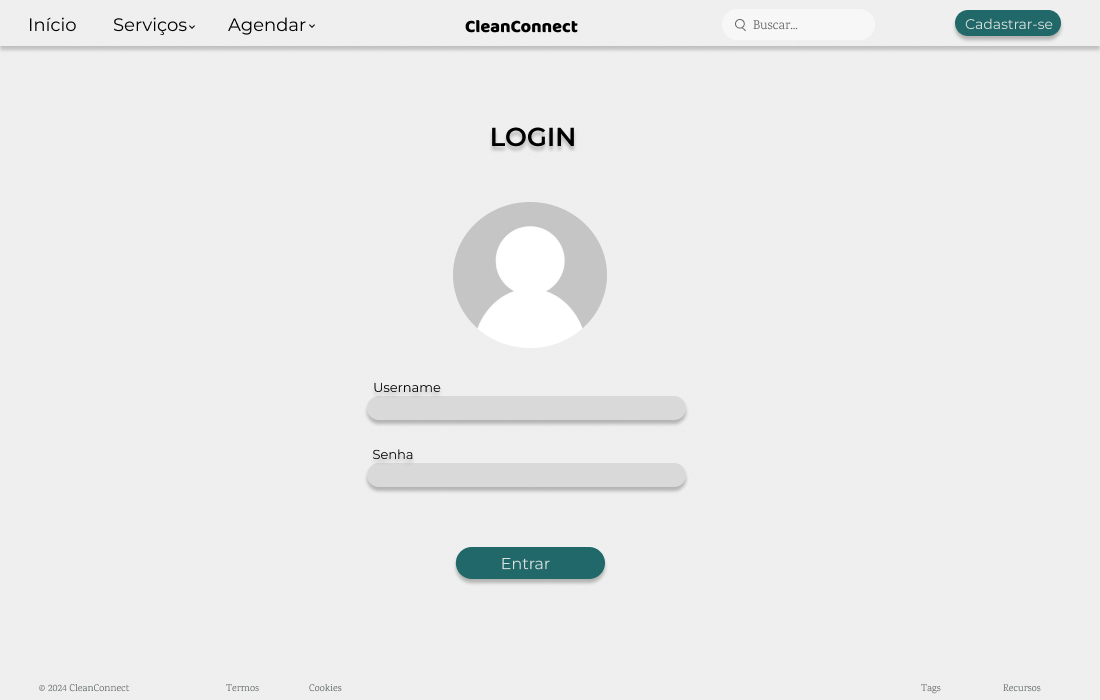 Início Serviços Agendar CleanConnect Buscar... Cadastrar-se
LOGIN
Username
Senha
Entrar
© 2024 CleanConnect Termos Cookies Tags Recursos